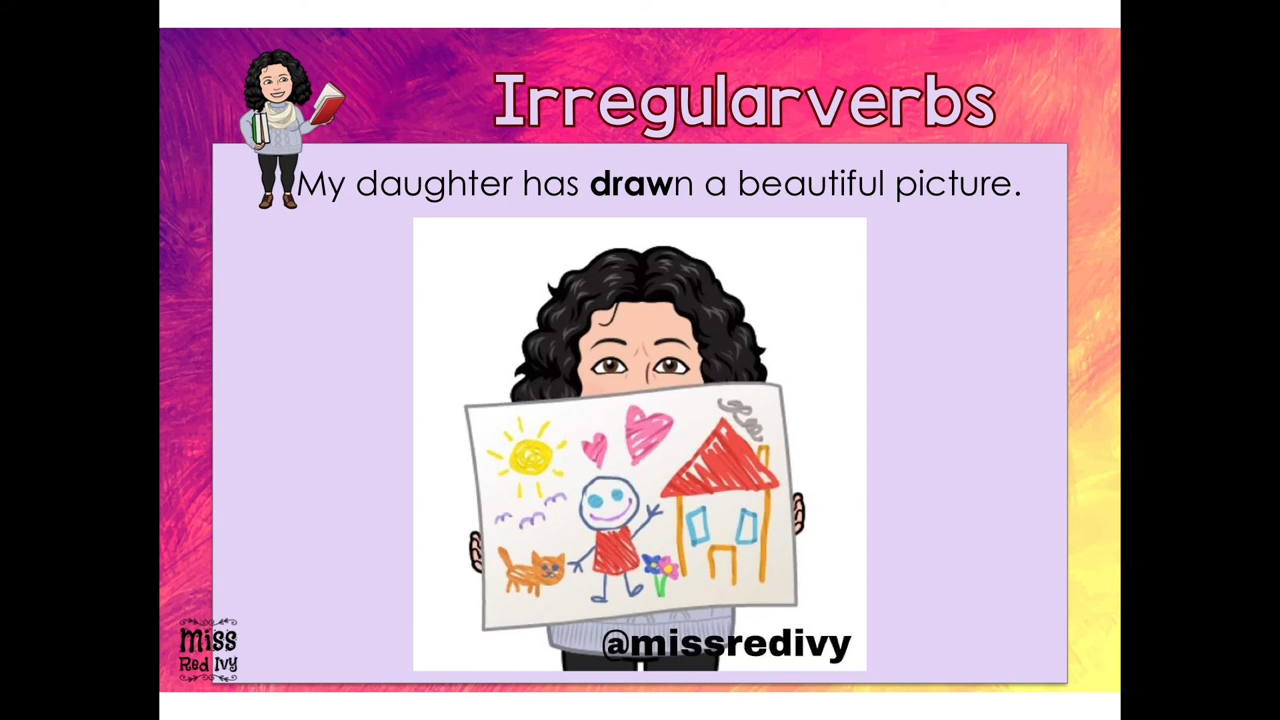 Irregularverbs
My daughter has drawn a beautiful picture.
@missredivy
Miss
Red Ivy